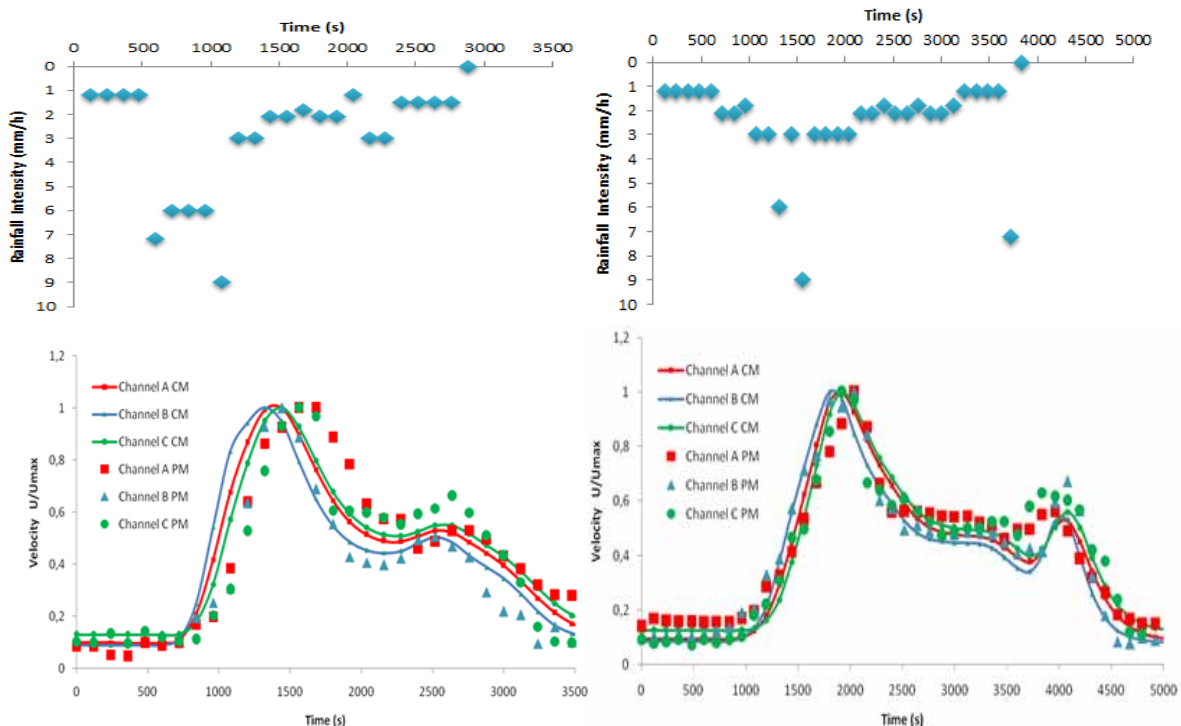 Time (s)
0 500 1000 1500 2000 2500 3000 3500
0
1
2
3
4
5
6
7
8
9
10
Rainfall Intensity (mm/h)
Time (s)
0 500 1000 1500 2000 2500 3000 3500 4000 4500 5000
0
1
2
3
4
5
6
7
8
9
10
Rainfall Intensity (mm/h)
1,2
1
0,8
0,6
0,4
0,2
0
Velocity U/Umax
Channel A CM
Channel B CM
Channel C CM
Channel A PM
Channel B PM
Channel C PM
0 500 1000 1500 2000 2500 3000 3500
Time (s)
1,2
1
0,8
0,6
0,4
0,2
0
Velocity U/Umax
Channel A CM
Channel B CM
Channel C CM
Channel A PM
Channel B PM
Channel C PM
0 500 1000 1500 2000 2500 3000 3500 4000 4500 5000
Time (s)